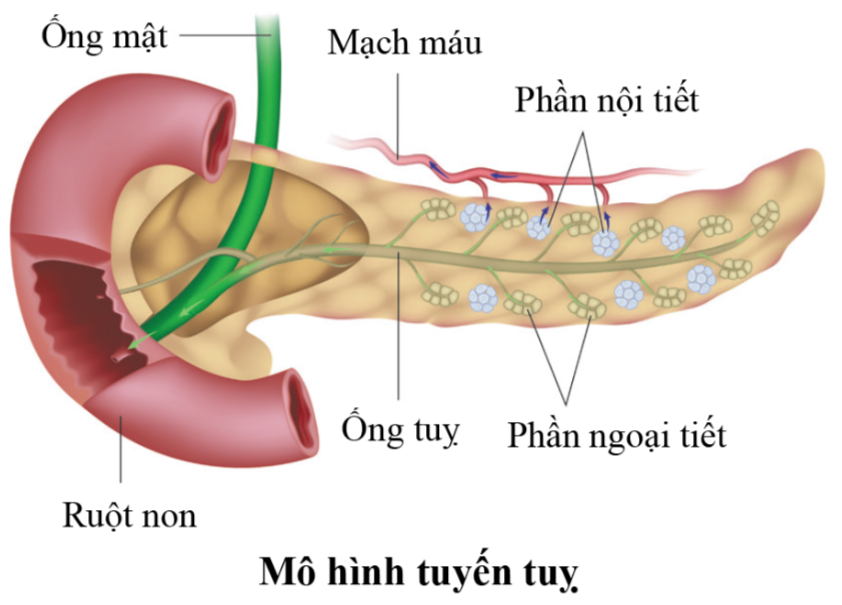 Ống mật
Mạch máu
Phần nội tiết
Ống tuỵ
Phần ngoại tiết
Ruột non
Mô hình tuyến tuỵ